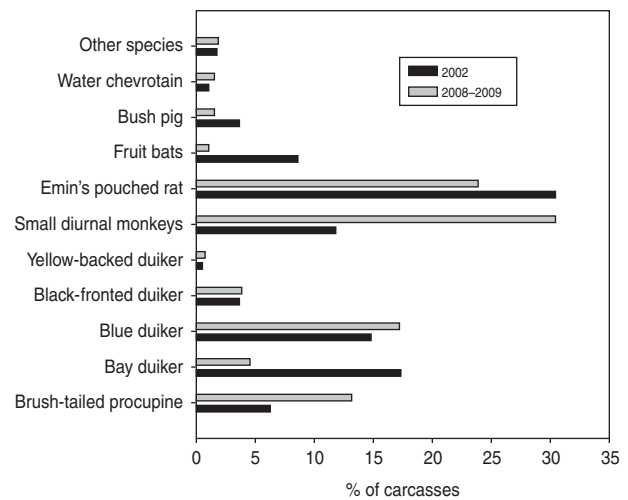 Other species
Water chevrotain
Bush pig
Fruit bats
Emin's pouched rat
Small diurnal monkeys
Yellow-backed duiker
Black-fronted duiker
Blue duiker
Bay duiker
Brush-tailed procupine
2002
2008–2009
0 5 10 15 20 25 30 35
% of carcasses